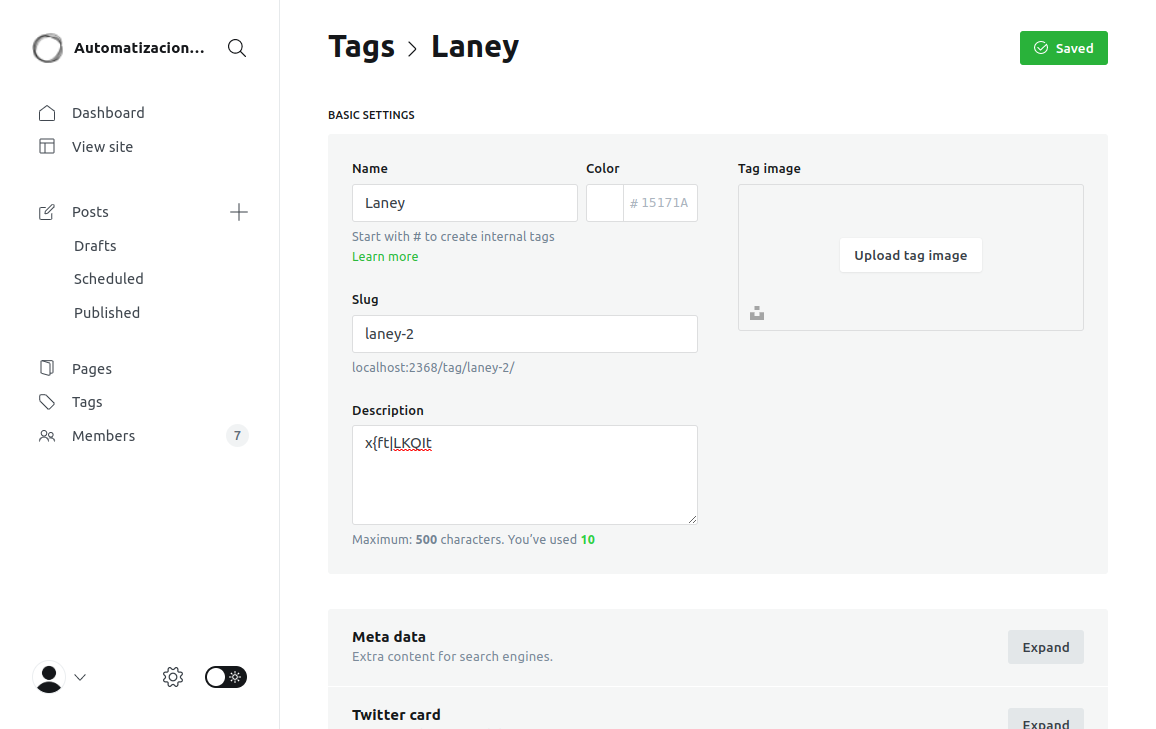 Automatizacion...
Dashboard
View site
Posts
Drafts
Scheduled
Published
Pages
Tags
Members 7
Tags > Laney
Saved
BASIC SETTINGS
Name
Laney
Color
# 15171A
Start with # to create internal tags
Learn more
Slug
laney-2
localhost:2368/tag/laney-2/
Description
x{ft|LKQIt
Maximum: 500 characters. You’ve used 10
Tag image
Upload tag image
Meta data
Extra content for search engines.
Expand
Twitter card
Expand